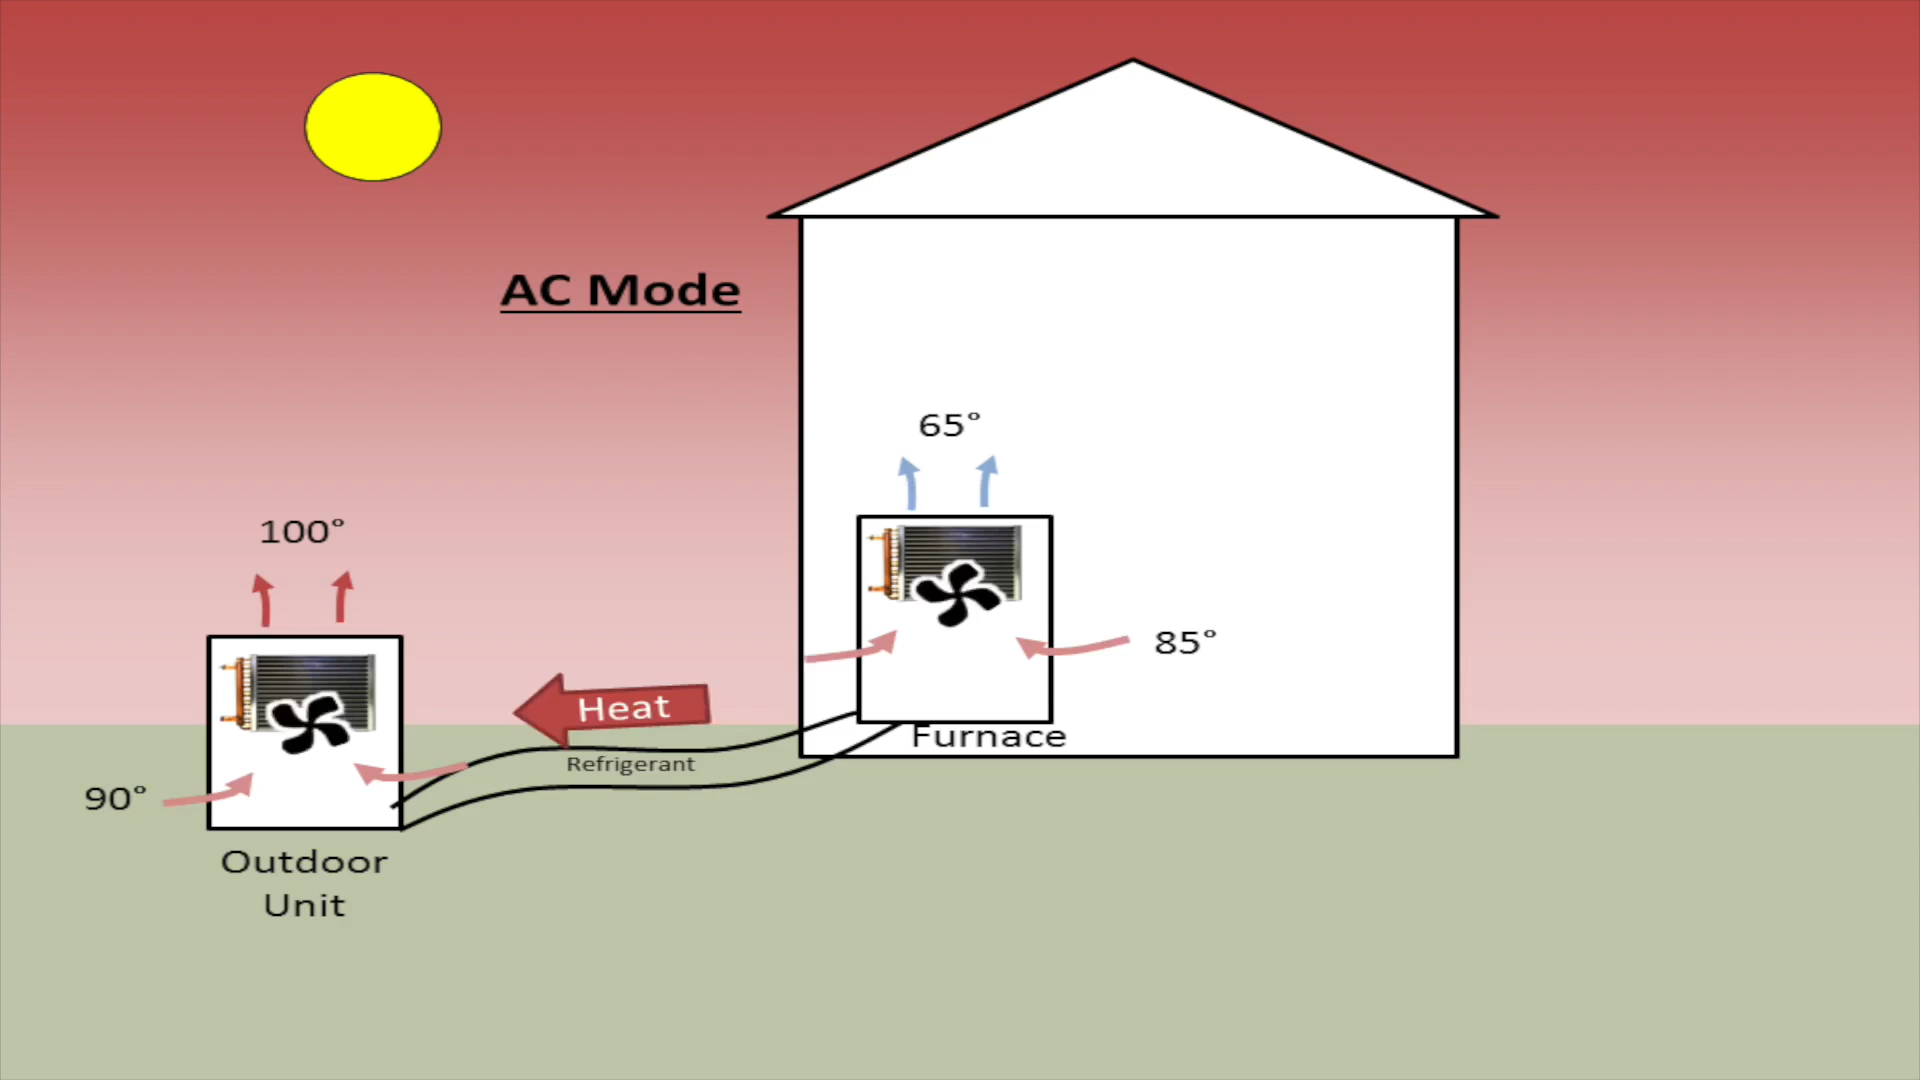 AC Mode
65°
100°
85°
Heat
Furnace
Refrigerant
90°
Outdoor
Unit